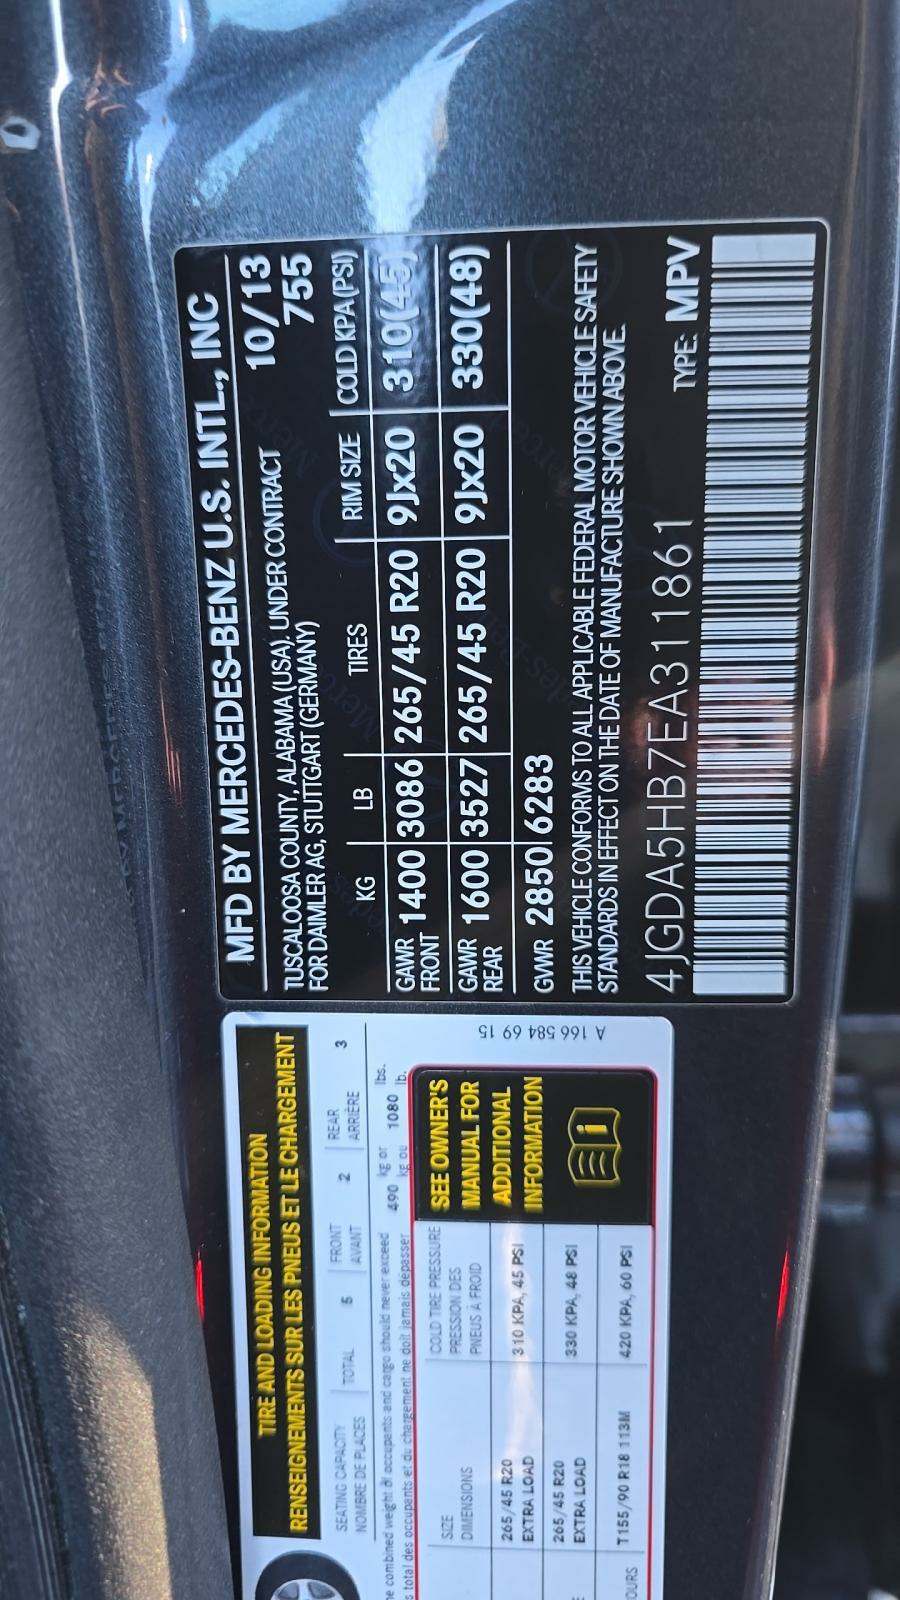 MFD BY MERCEDES-BENZ U.S. INTL., INC
TUSCALOOSA COUNTY, ALABAMA (USA). UNDER CONTRACT 10/13
FOR DAIMLER AG, STUTTGART (GERMANY) 755
KG LB TIRES RIM SIZE COLD KPA (PSI)
GAWR FRONT 1400 3086 265/45 R20 9Jx20 310(45)
GAWR REAR 1600 3527 265/45 R20 9Jx20 330(48)
GVWR 2850 6283
THIS VEHICLE CONFORMS TO ALL APPLICABLE FEDERAL MOTOR VEHICLE SAFETY
STANDARDS IN EFFECT ON THE DATE OF MANUFACTURE SHOWN ABOVE.
4JGDA5HB7EA311861 TYPE: MPV
TIRE AND LOADING INFORMATION
RENSEIGNEMENTS SUR LES PNEUS ET LE CHARGEMENT
SEATING CAPACITY TOTAL 5 FRONT 2 REAR 3
NOMBRE DE PLACES AVANT ARRIÈRE
combined weight of occupants and cargo should never exceed 490 kg or 1080 lbs.
total des occupants et du chargement ne doit jamais dépasser kg ou lb.
SIZE COLD TIRE PRESSURE
DIMENSIONS PRESSION DES
PNEUS À FROID
265/45 R20 310 KPA, 45 PSI
EXTRA LOAD
265/45 R20 330 KPA, 48 PSI
EXTRA LOAD
T155/90 R18 113M 420 KPA, 60 PSI
SEE OWNER'S
MANUAL FOR
ADDITIONAL
INFORMATION
A 166 584 69 15